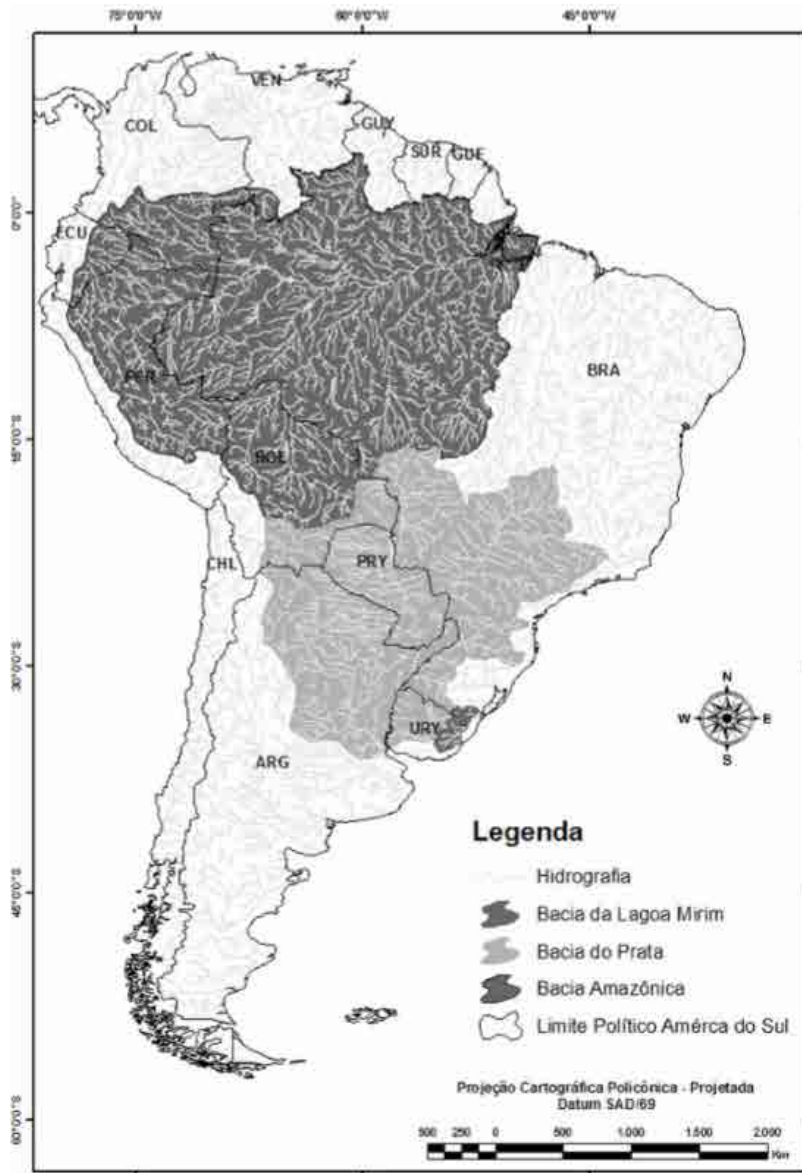 75°0'0"W 60°0'0"W 45°0'0"W
VEN
COL
GUY
SUR
GUF
0°0'0"
ECU
BRA
PER
15°0'0"S
BOL
CHL
PRY
30°0'0"S
N
W E
S
URY
ARG
Legenda
Hidrografia
45°0'0"S
Bacia da Lagoa Mirim
Bacia do Prata
Bacia Amazônica
Limite Político Amérca do Sul
Projeção Cartográfica Policônica - Projetada
Datum SAD/69
60°0'0"S
500 250 0 500 1.000 1.500 2.000
Km